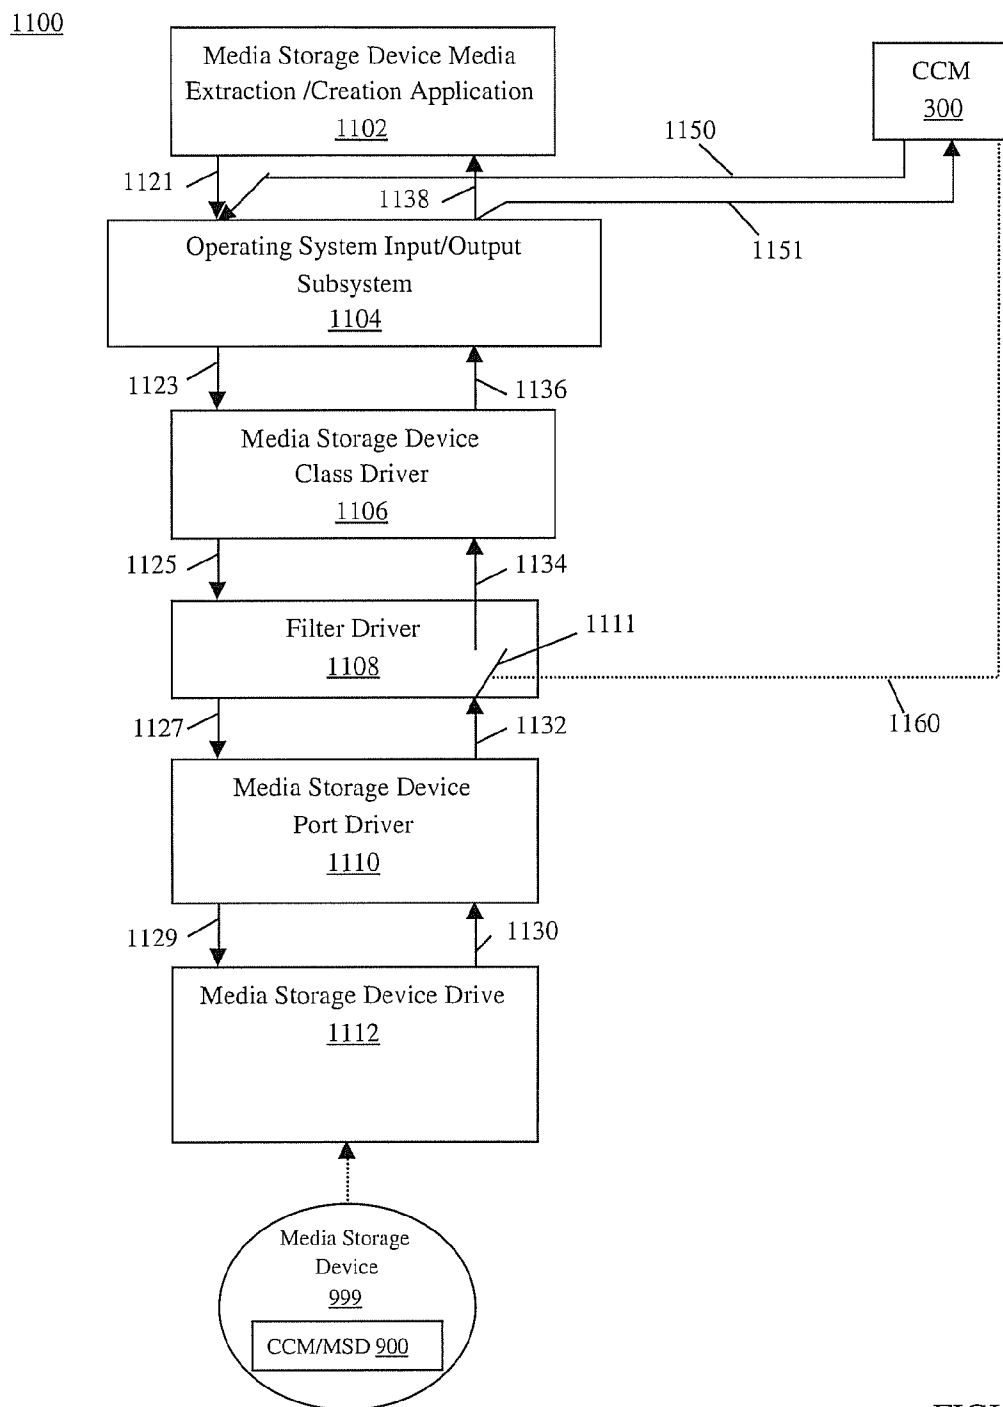 1100
Media Storage Device Media
Extraction /Creation Application
1102
CCM
300
1150
1121
1138
1151
Operating System Input/Output
Subsystem
1104
1123
1136
Media Storage Device
Class Driver
1106
1125
1134
Filter Driver
1108
1111
1127
1132
1160
Media Storage Device
Port Driver
1110
1129
1130
Media Storage Device Drive
1112
Media Storage
Device
999
CCM/MSD 900